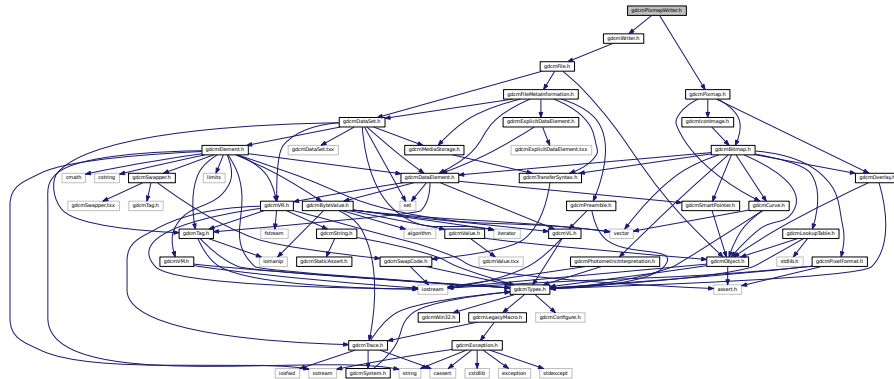 gdcmPixmapWriter.h
gdcmWriter.h
gdcmFile.h
gdcmFileMetaInformation.h
gdcmPixmap.h
gdcmDataSet.h
gdcmExplicitDataElement.h
gdcmIconImage.h
gdcmElement.h
gdcmDataSet.txx
gdcmMediaStorage.h
gdcmExplicitDataElement.txx
gdcmBitmap.h
cmath
cstring
gdcmSwapper.h
limits
gdcmDataElement.h
gdcmTransferSyntax.h
gdcmOverlay.h
gdcmSwapper.txx
gdcmTag.h
gdcmVR.h
gdcmByteValue.h
set
gdcmPreamble.h
gdcmSmartPointer.h
gdcmCurve.h
gdcmTag.h
fstream
gdcmString.h
algorithm
gdcmValue.h
iterator
gdcmVL.h
vector
gdcmLookupTable.h
gdcmVM.h
iomanip
gdcmStaticAssert.h
gdcmSwapCode.h
gdcmValue.txx
gdcmPhotometricInterpretation.h
gdcmObject.h
stdlib.h
gdcmPixelFormat.h
iostream
gdcmTypes.h
assert.h
gdcmWin32.h
gdcmLegacyMacro.h
gdcmConfigure.h
gdcmTrace.h
gdcmException.h
iosfwd
sstream
gdcmSystem.h
string
cassert
cstdlib
exception
stdexcept